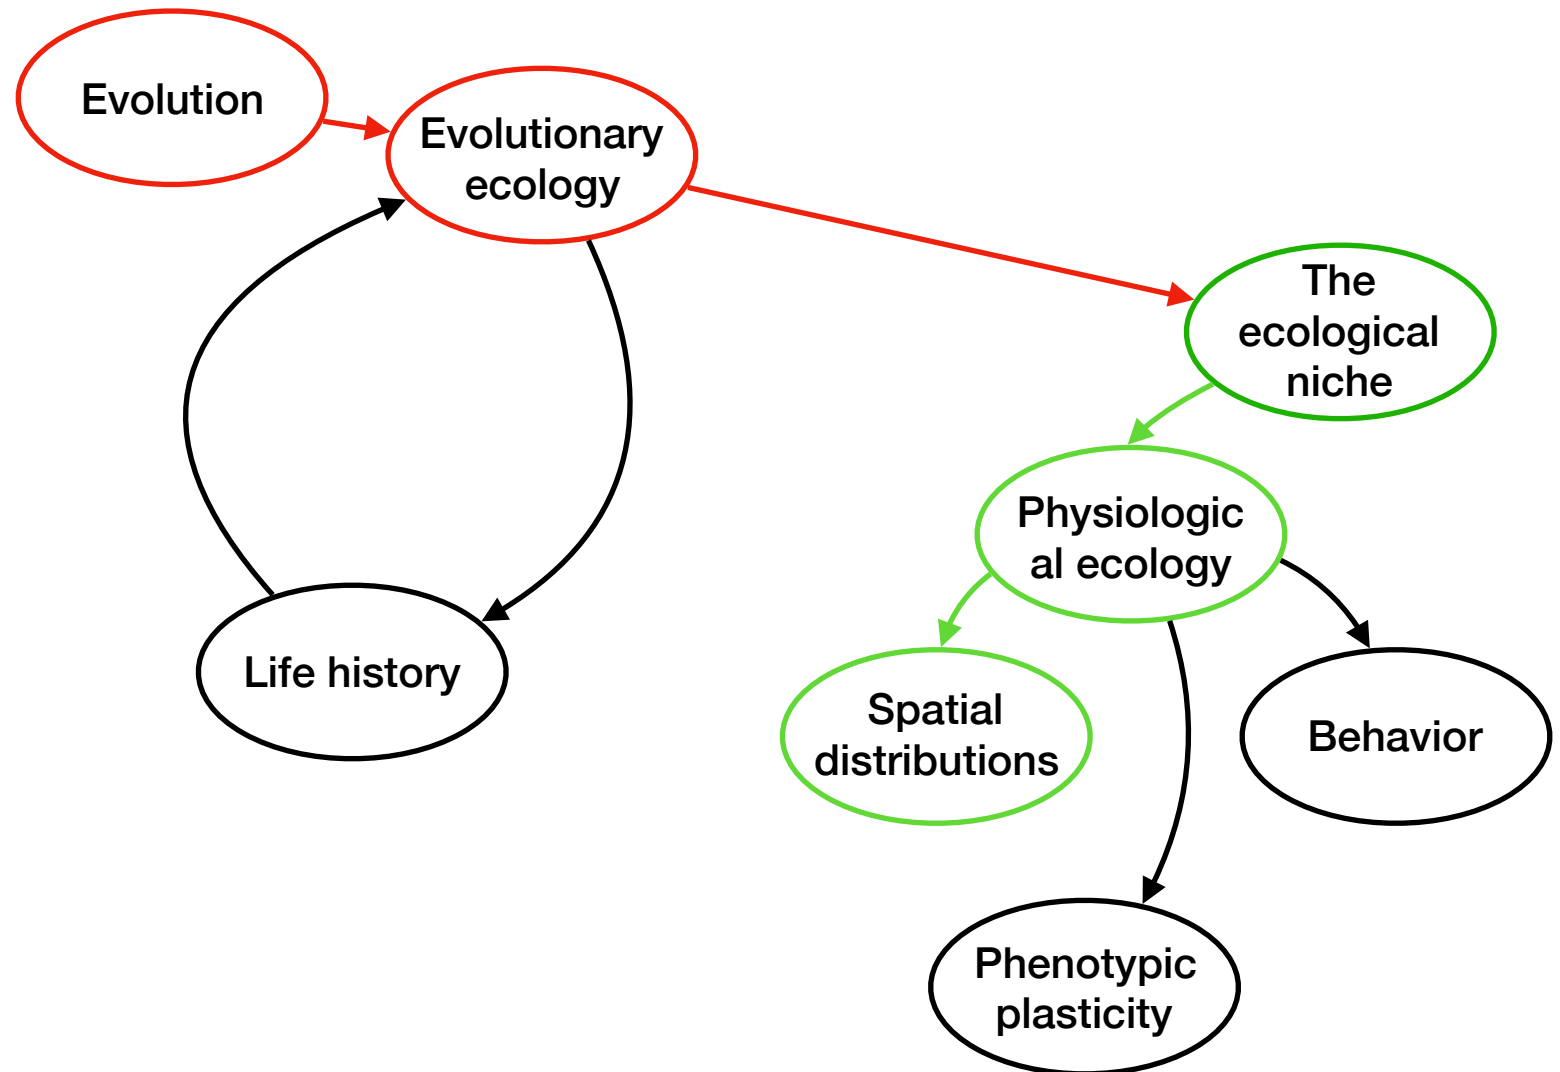 Evolution
Evolutionary
ecology
The
ecological
niche
Physiologic
al ecology
Life history
Spatial
distributions
Behavior
Phenotypic
plasticity